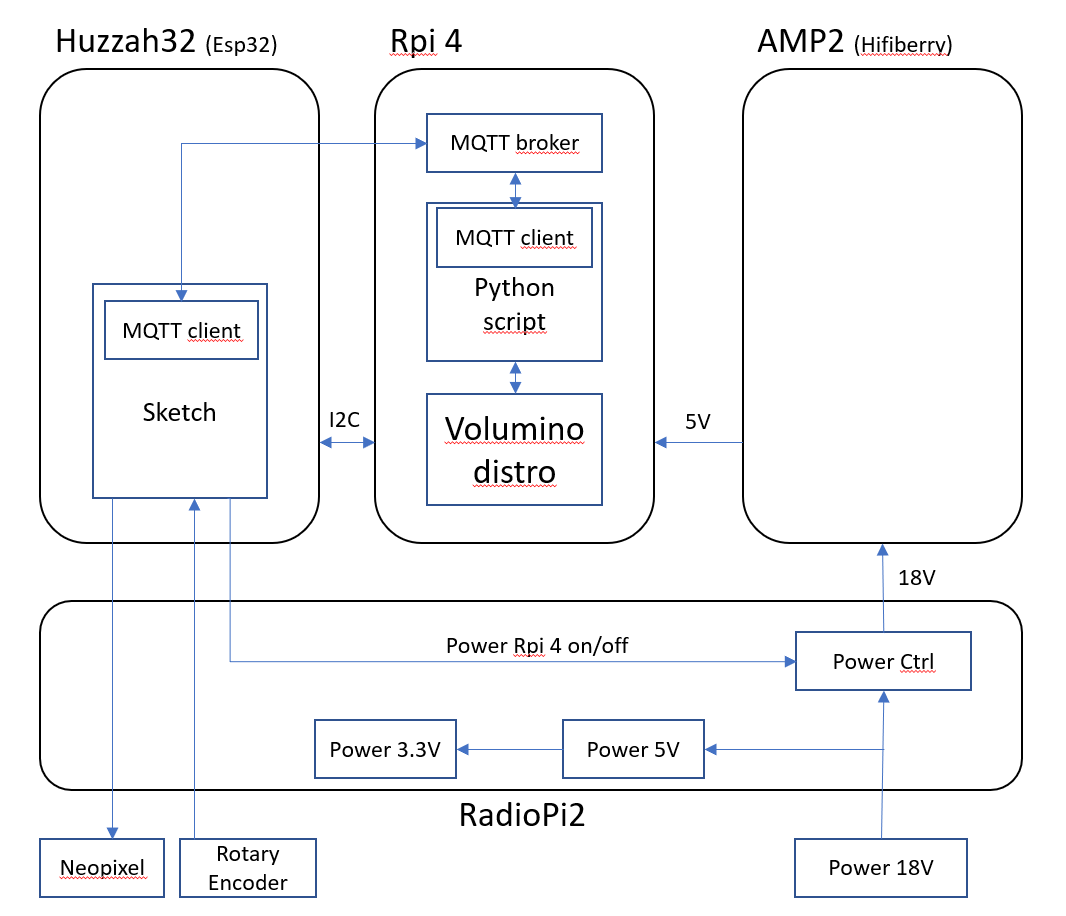 Huzzah32 (Esp32)
Rpi 4
AMP2 (Hifiberry)
MQTT broker
MQTT client
Python
script
MQTT client
Sketch
I2C
Volumino
distro
5V
18V
Power Rpi 4 on/off
Power Ctrl
Power 3.3V
Power 5V
RadioPi2
Neopixel
Rotary
Encoder
Power 18V